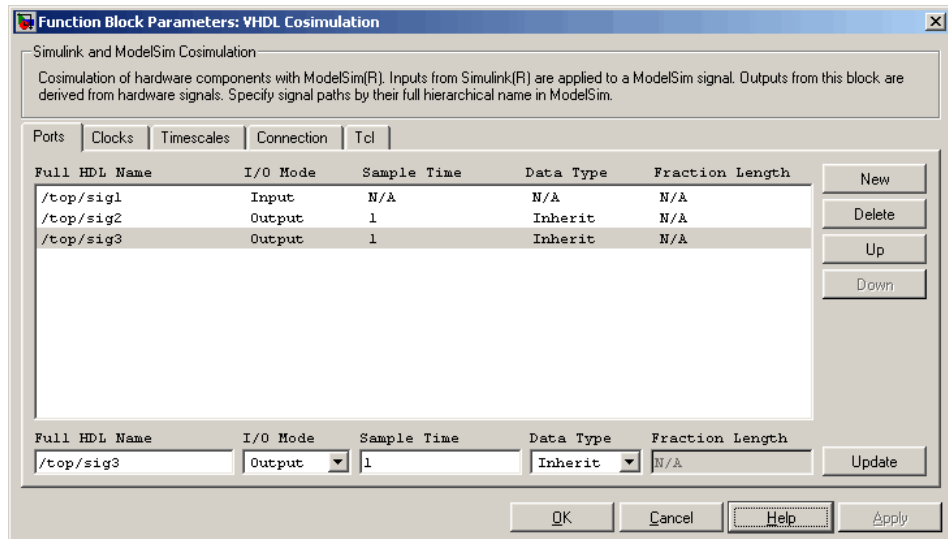 Function Block Parameters: VHDL Cosimulation
Simulink and ModelSim Cosimulation
Cosimulation of hardware components with ModelSim(R). Inputs from Simulink(R) are applied to a ModelSim signal. Outputs from this block are
derived from hardware signals. Specify signal paths by their full hierarchical name in ModelSim.
Ports Clocks Timescales Connection Tcl
Full HDL Name I/O Mode Sample Time Data Type Fraction Length
New
/top/sig1 Input N/A N/A N/A
/top/sig2 Output 1 Inherit N/A
Delete
/top/sig3 Output 1 Inherit N/A
Up
Down
Full HDL Name I/O Mode Sample Time Data Type Fraction Length
/top/sig3 Output 1 Inherit N/A Update
OK Cancel Help Apply